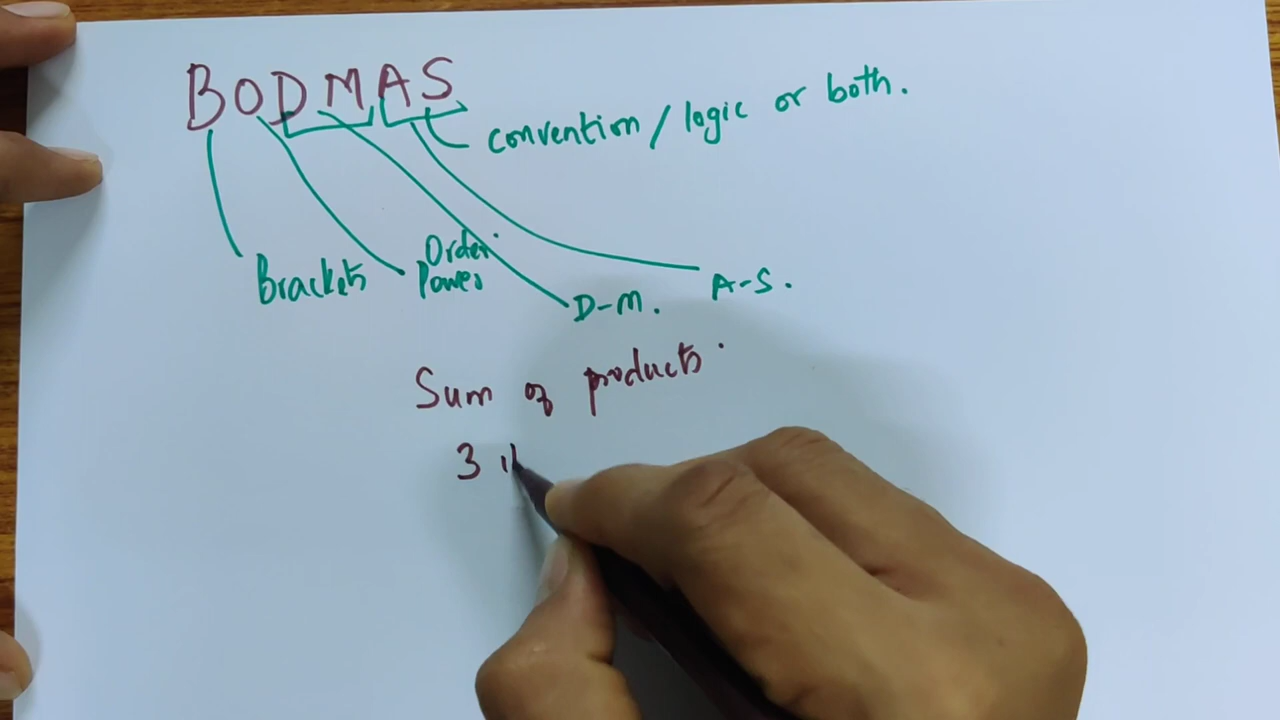 BODMAS
convention / logic or both.
Brackets
Order
Power
D-M.
A-S.
Sum of products
3